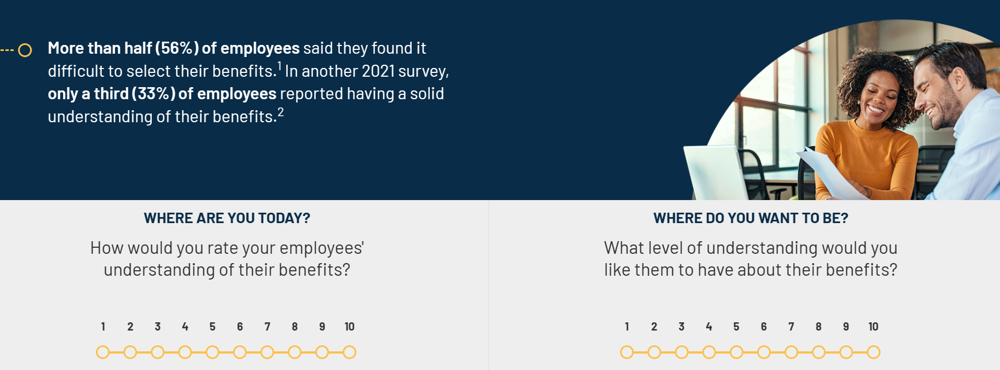 More than half (56%) of employees said they found it
difficult to select their benefits.1 In another 2021 survey,
only a third (33%) of employees reported having a solid
understanding of their benefits.2
WHERE ARE YOU TODAY?
How would you rate your employees'
understanding of their benefits?
1 2 3 4 5 6 7 8 9 10
WHERE DO YOU WANT TO BE?
What level of understanding would you
like them to have about their benefits?
1 2 3 4 5 6 7 8 9 10